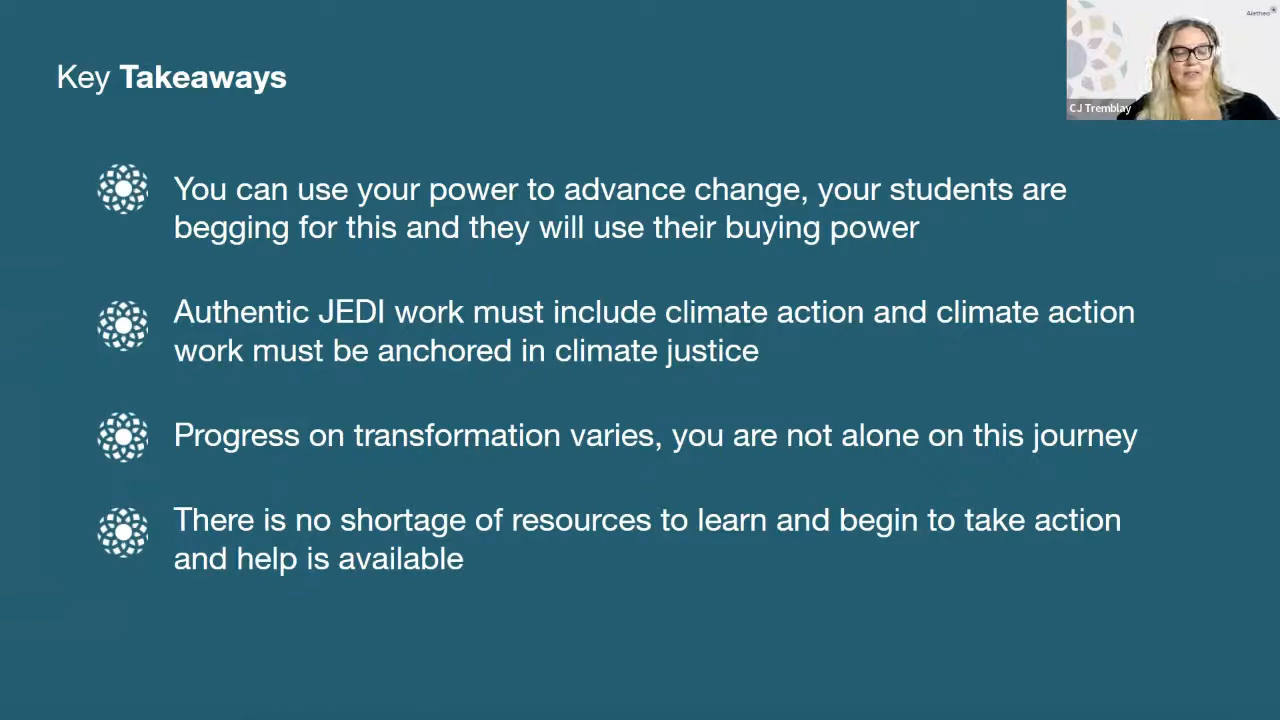 Key Takeaways
Aletheo
CJ Tremblay
You can use your power to advance change, your students are
begging for this and they will use their buying power
Authentic JEDI work must include climate action and climate action
work must be anchored in climate justice
Progress on transformation varies, you are not alone on this journey
There is no shortage of resources to learn and begin to take action
and help is available